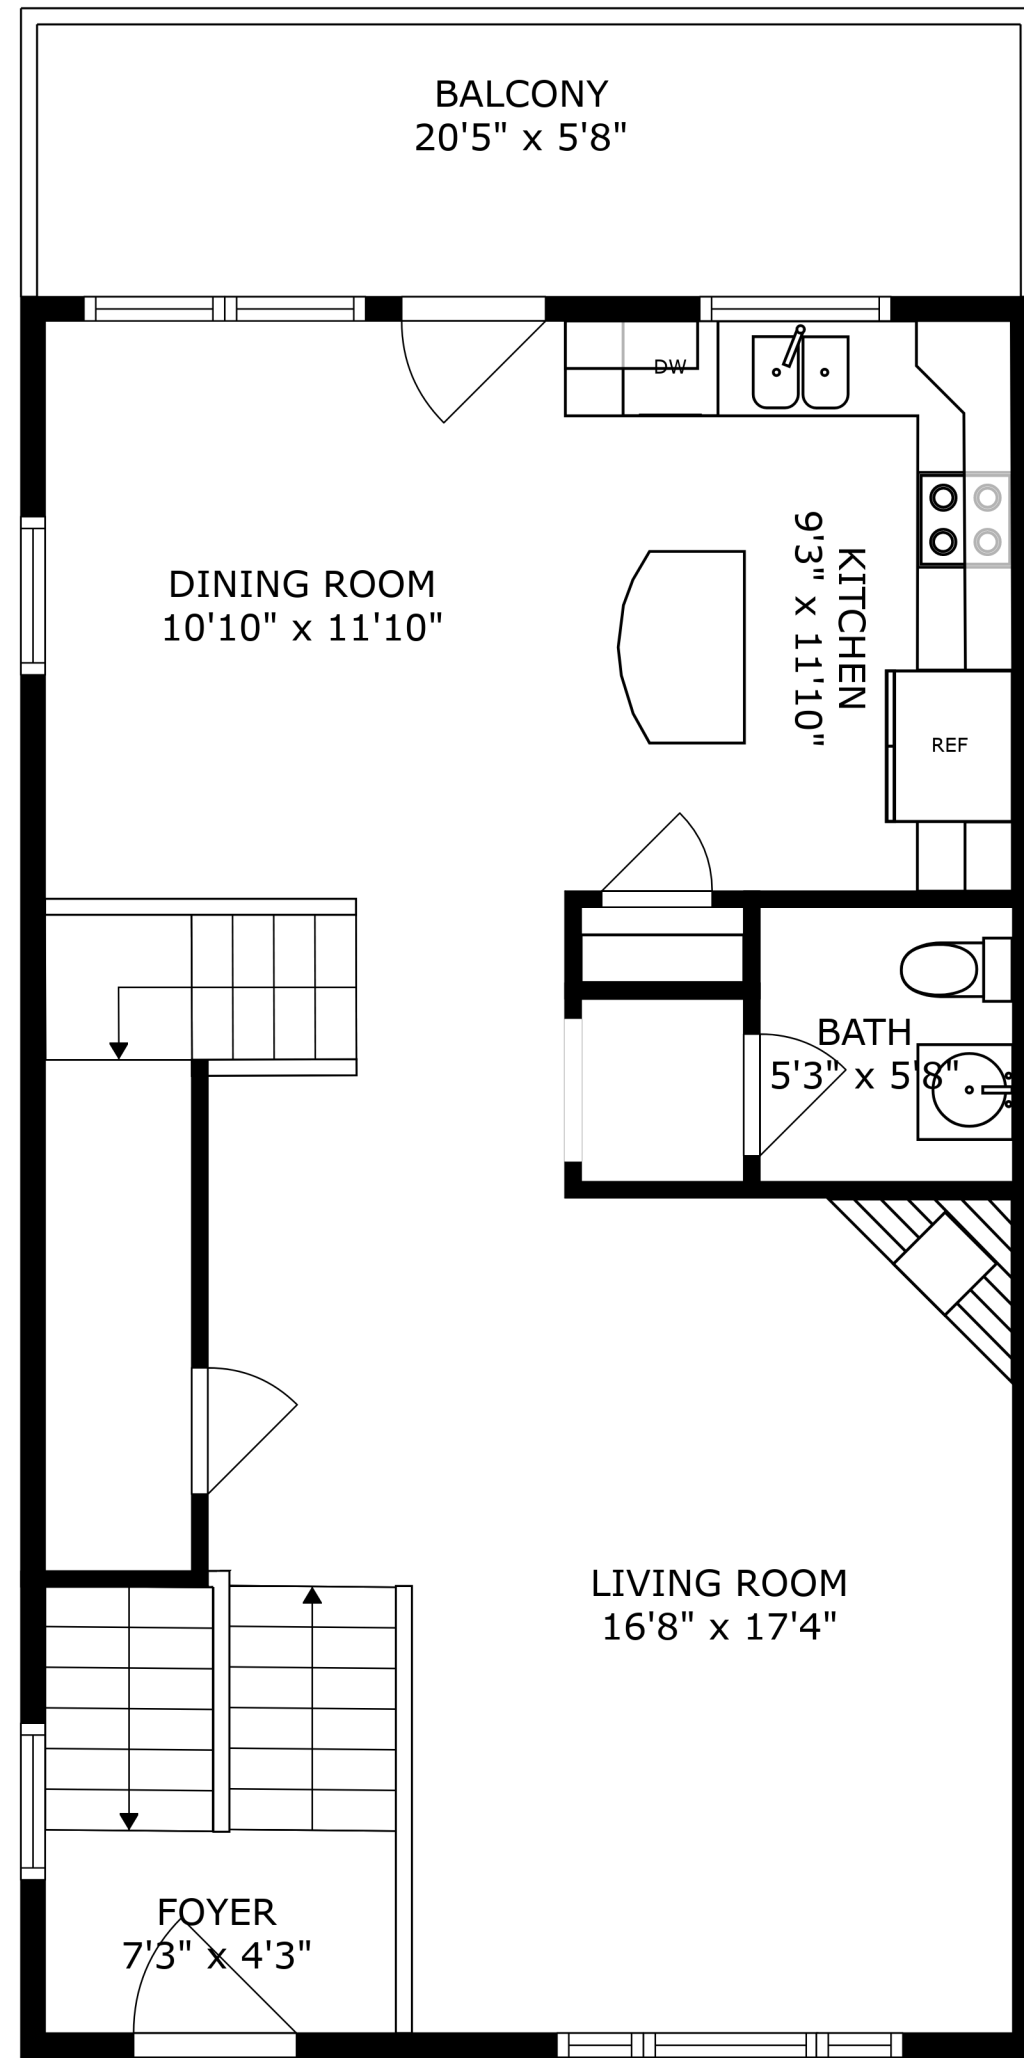 BALCONY
20'5" x 5'8"
DW
DINING ROOM
10'10" x 11'10"
KITCHEN
9'3" x 11'10"
REF
BATH
5'3" x 5'8"
LIVING ROOM
16'8" x 17'4"
FOYER
7'3" x 4'3"